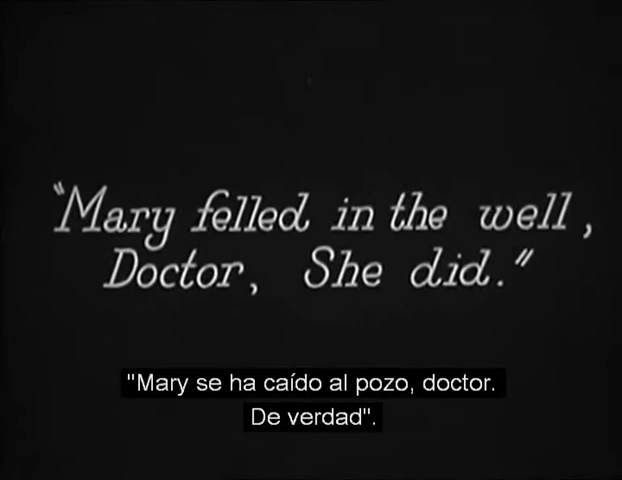 "Mary felled in the well,
Doctor, She did."
"Mary se ha caído al pozo, doctor.
De verdad".